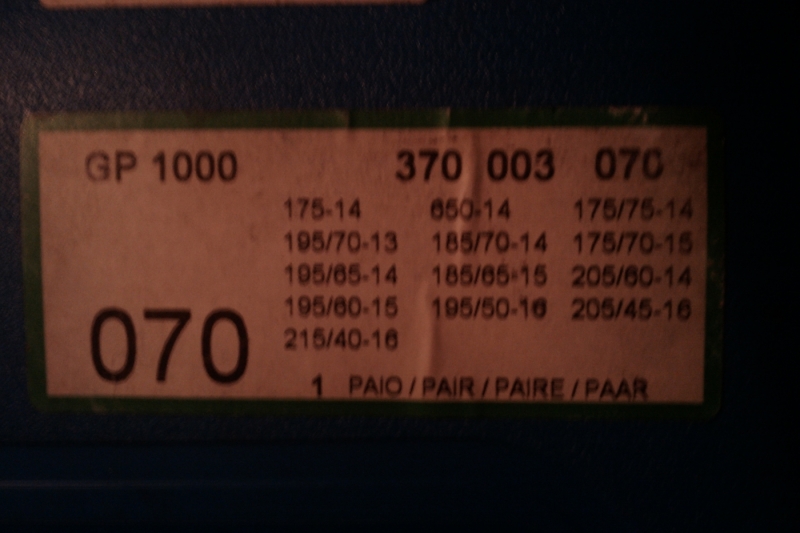 GP 1000 370 003 070
175-14 650-14 175/75-14
195/70-13 185/70-14 175/70-15
195/65-14 185/65-15 205/60-14
195/60-15 195/50-16 205/45-16
215/40-16
070
1 PAIO / PAIR / PAIRE / PAAR